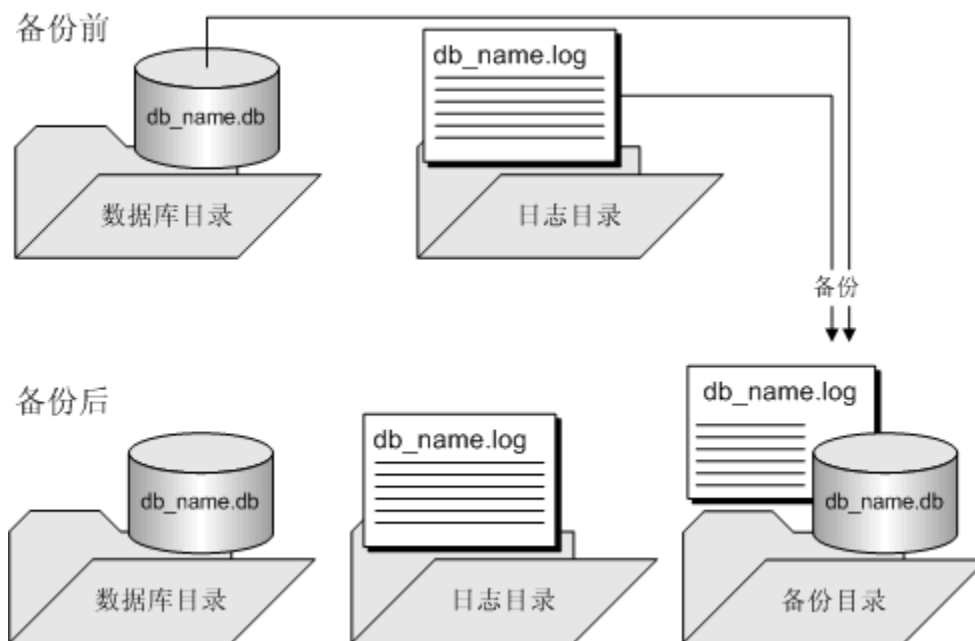 备份前
db_name.db
db_name.log
数据库目录
日志目录
备份
备份后
db_name.log
db_name.log
db_name.db
db_name.db
数据库目录
日志目录
备份目录